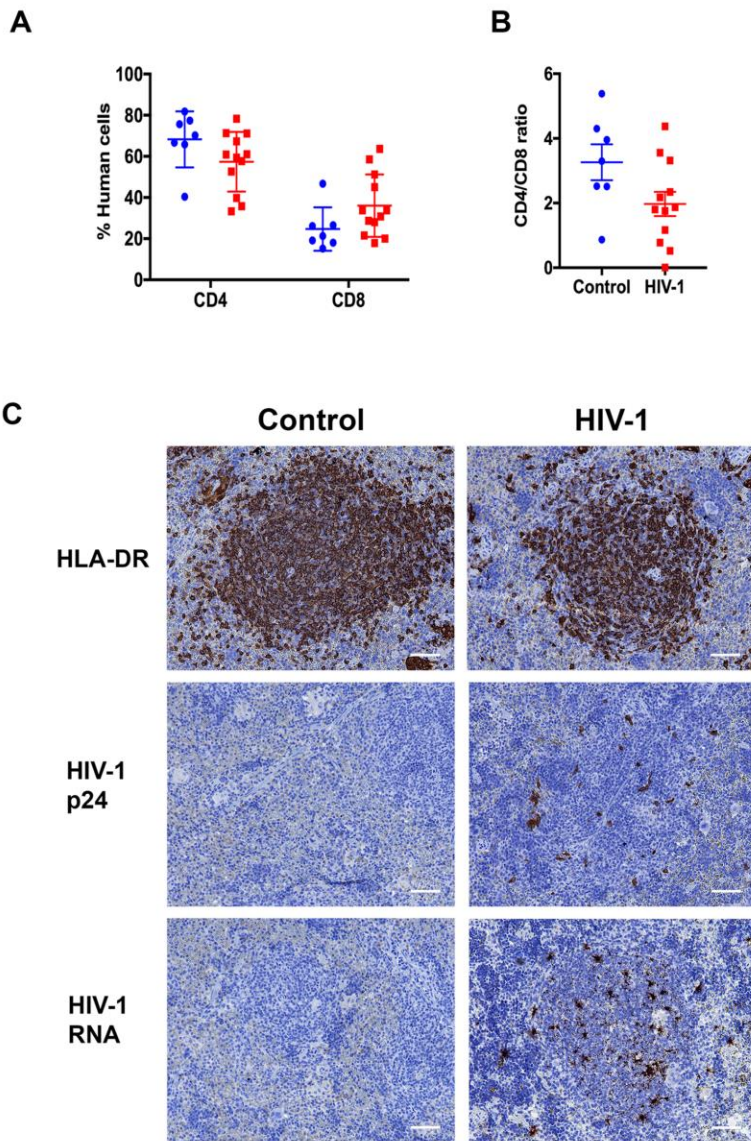 A
B
% Human cells
100
80
60
40
20
0
CD4
CD8
CD4/CD8 ratio
6
4
2
0
Control
HIV-1
C
Control
HIV-1
HLA-DR
HIV-1
p24
HIV-1
RNA